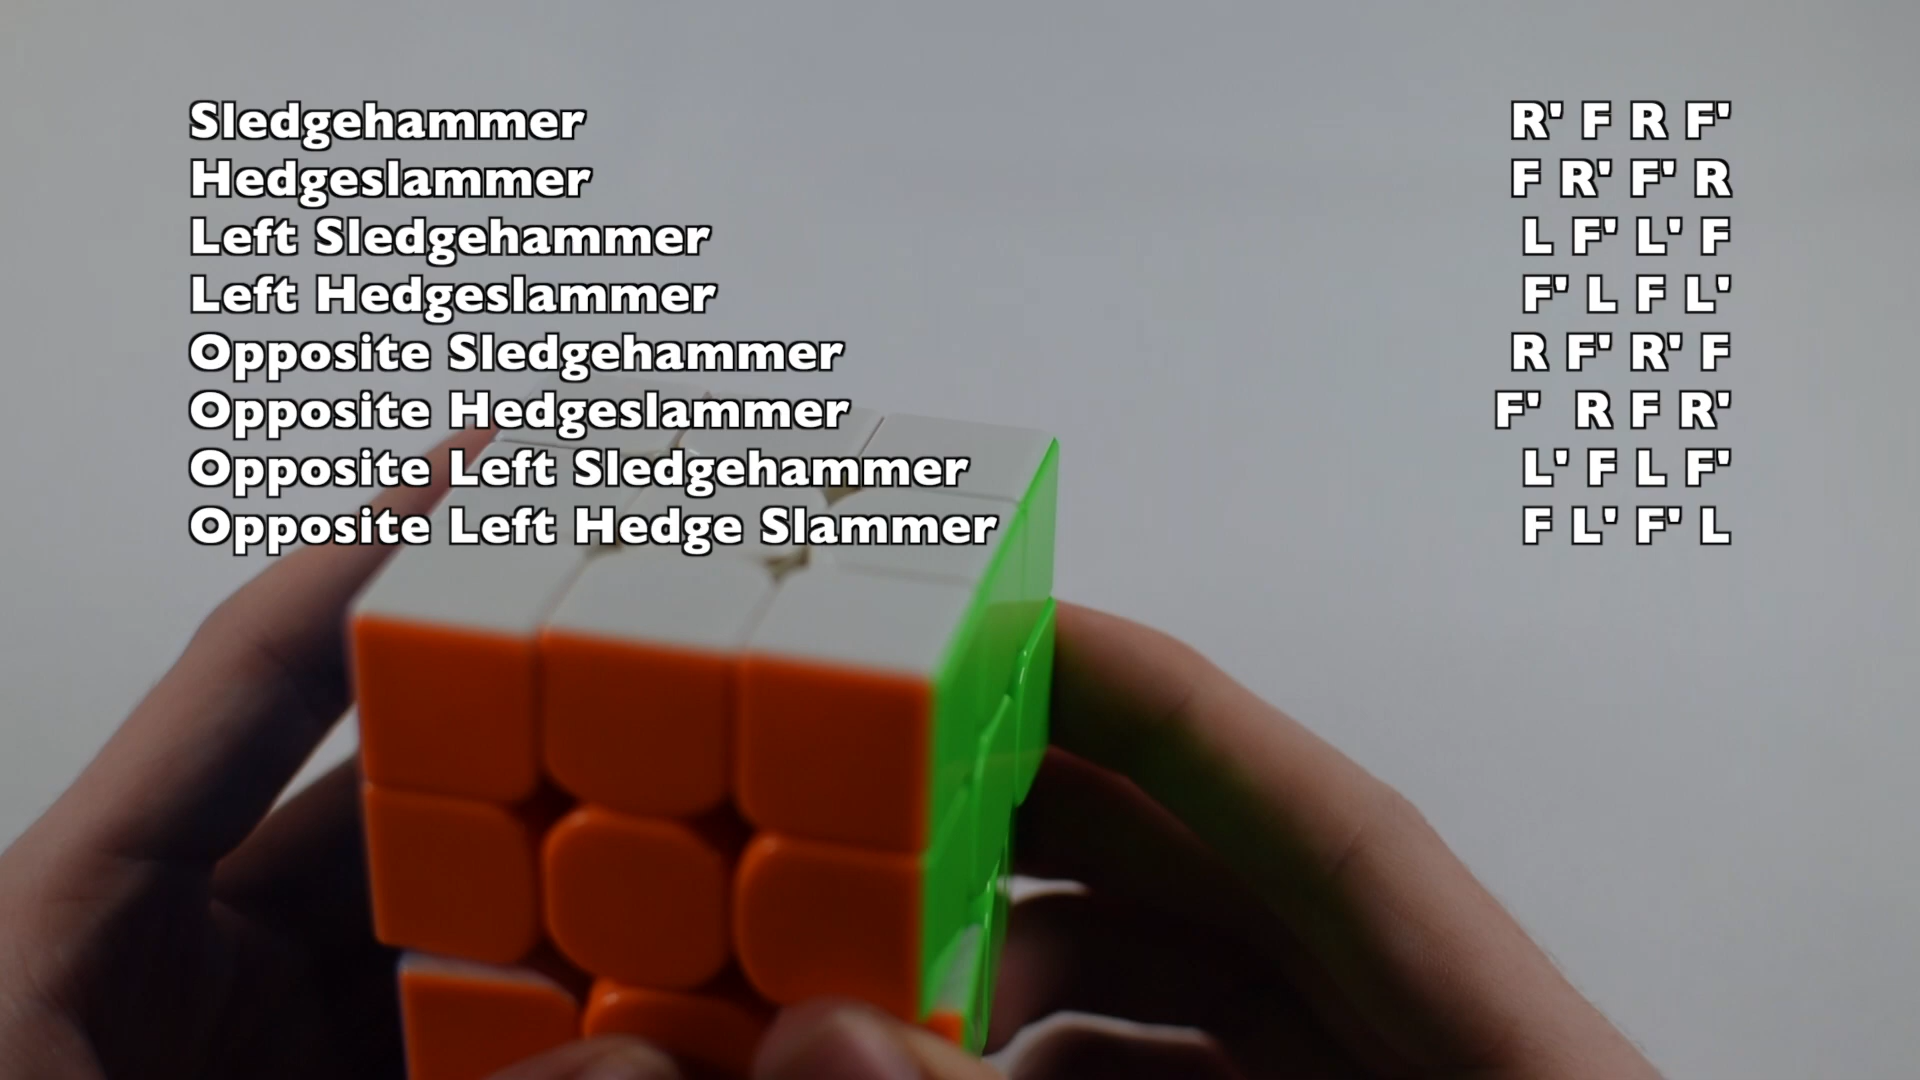 Sledgehammer R' F R F'
Hedgeslammer F R' F' R
Left Sledgehammer L F' L' F
Left Hedgeslammer F' L F L'
Opposite Sledgehammer R F' R' F
Opposite Hedgeslammer F' R F R'
Opposite Left Sledgehammer L' F L F'
Opposite Left Hedge Slammer F L' F' L